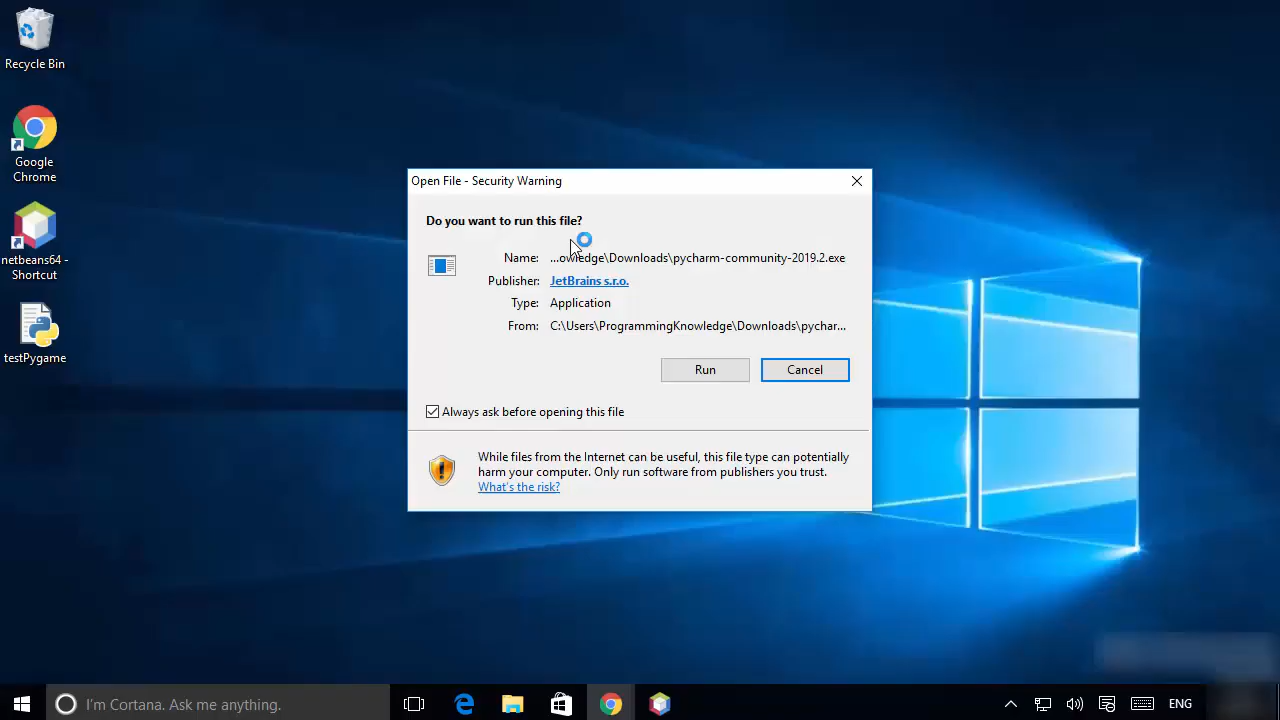 Recycle Bin
Google
Chrome
netbeans64 -
Shortcut
testPygame
Open File - Security Warning
Do you want to run this file?
Name: ...owledge\Downloads\pycharm-community-2019.2.exe
Publisher: JetBrains s.r.o.
Type: Application
From: C:\Users\ProgrammingKnowledge\Downloads\pychar...
Run Cancel
Always ask before opening this file
While files from the Internet can be useful, this file type can potentially
harm your computer. Only run software from publishers you trust.
What's the risk?
I'm Cortana. Ask me anything.
ENG